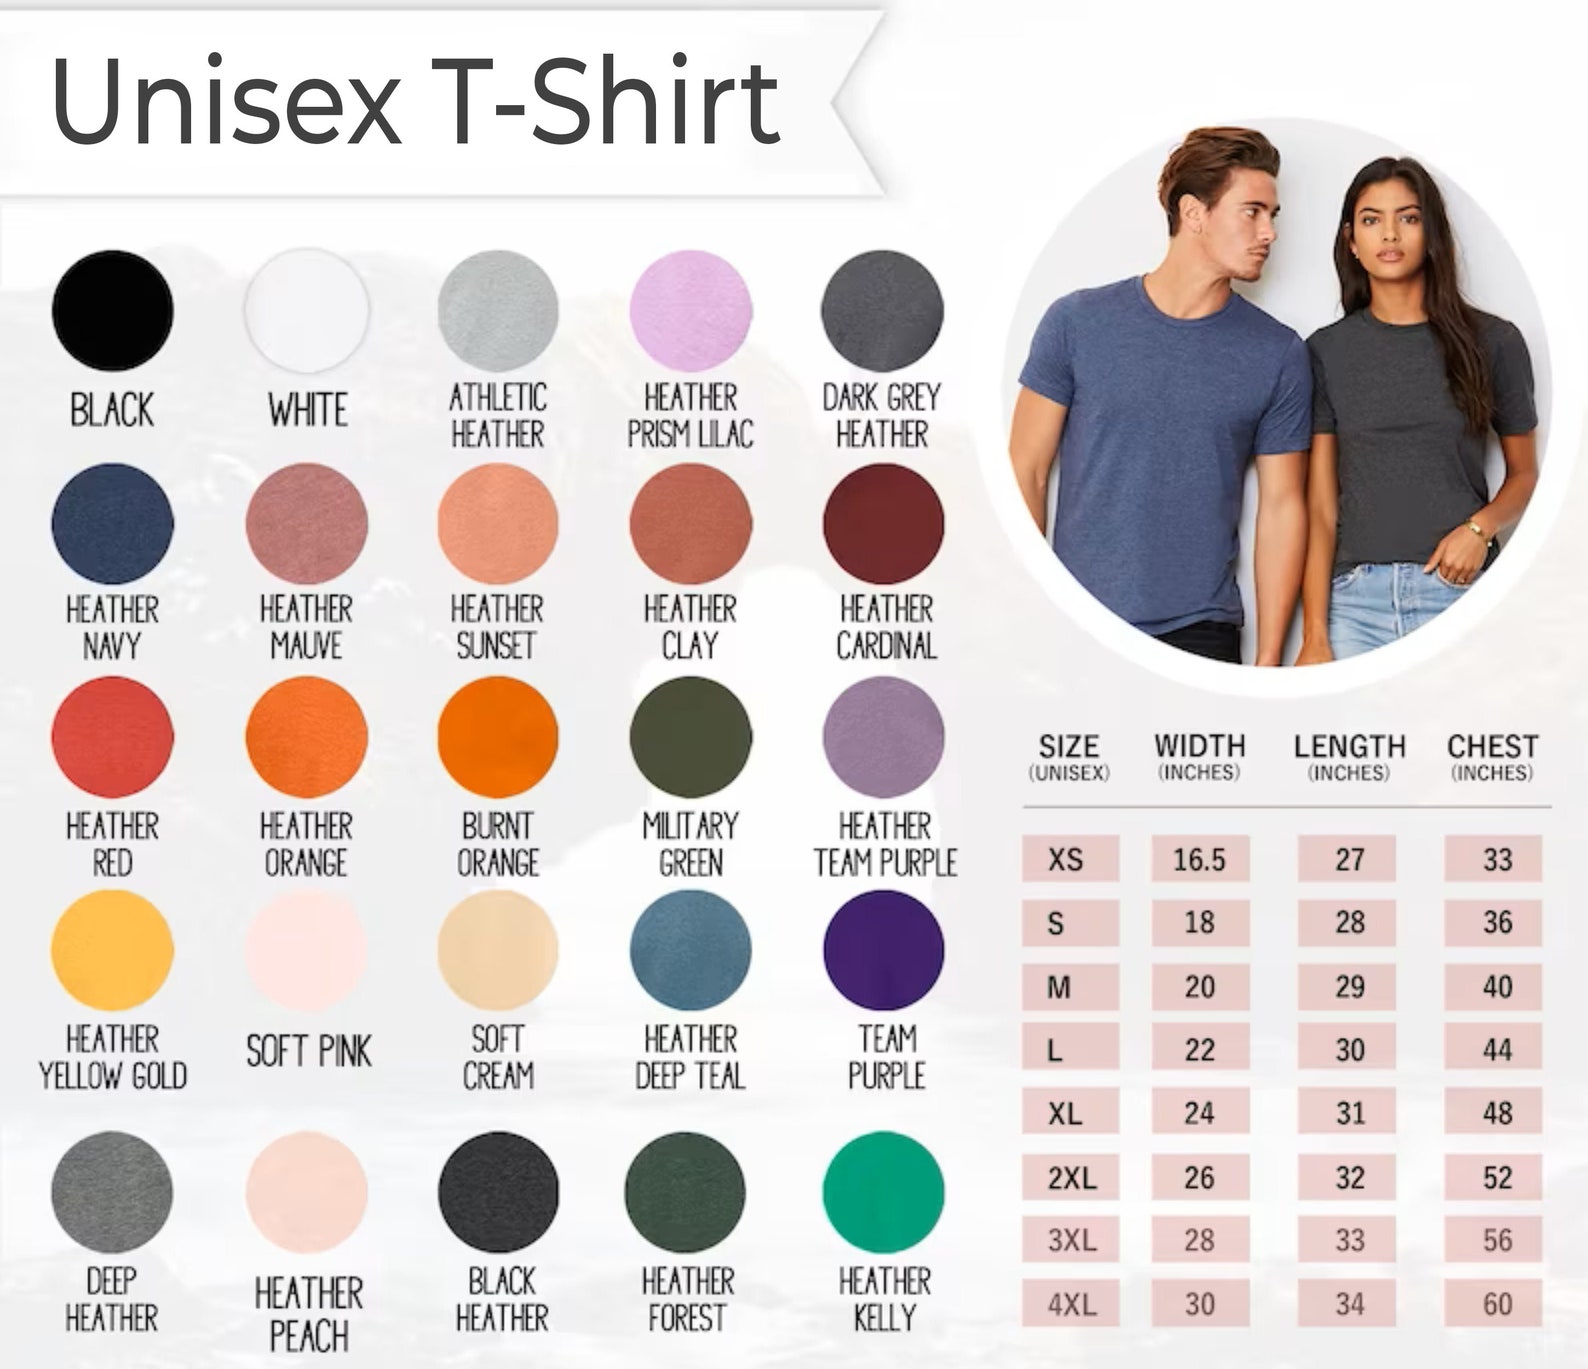 Unisex T-Shirt
BLACK
WHITE
ATHLETIC
HEATHER
HEATHER
PRISM LILAC
DARK GREY
HEATHER
HEATHER
NAVY
HEATHER
MAUVE
HEATHER
SUNSET
HEATHER
CLAY
HEATHER
CARDINAL
HEATHER
RED
HEATHER
ORANGE
BURNT
ORANGE
MILITARY
GREEN
HEATHER
TEAM PURPLE
HEATHER
YELLOW GOLD
SOFT PINK
SOFT
CREAM
HEATHER
DEEP TEAL
TEAM
PURPLE
DEEP
HEATHER
HEATHER
PEACH
BLACK
HEATHER
HEATHER
FOREST
HEATHER
KELLY
SIZE WIDTH LENGTH CHEST
(UNISEX) (INCHES) (INCHES) (INCHES)
XS 16.5 27 33
S 18 28 36
M 20 29 40
L 22 30 44
XL 24 31 48
2XL 26 32 52
3XL 28 33 56
4XL 30 34 60